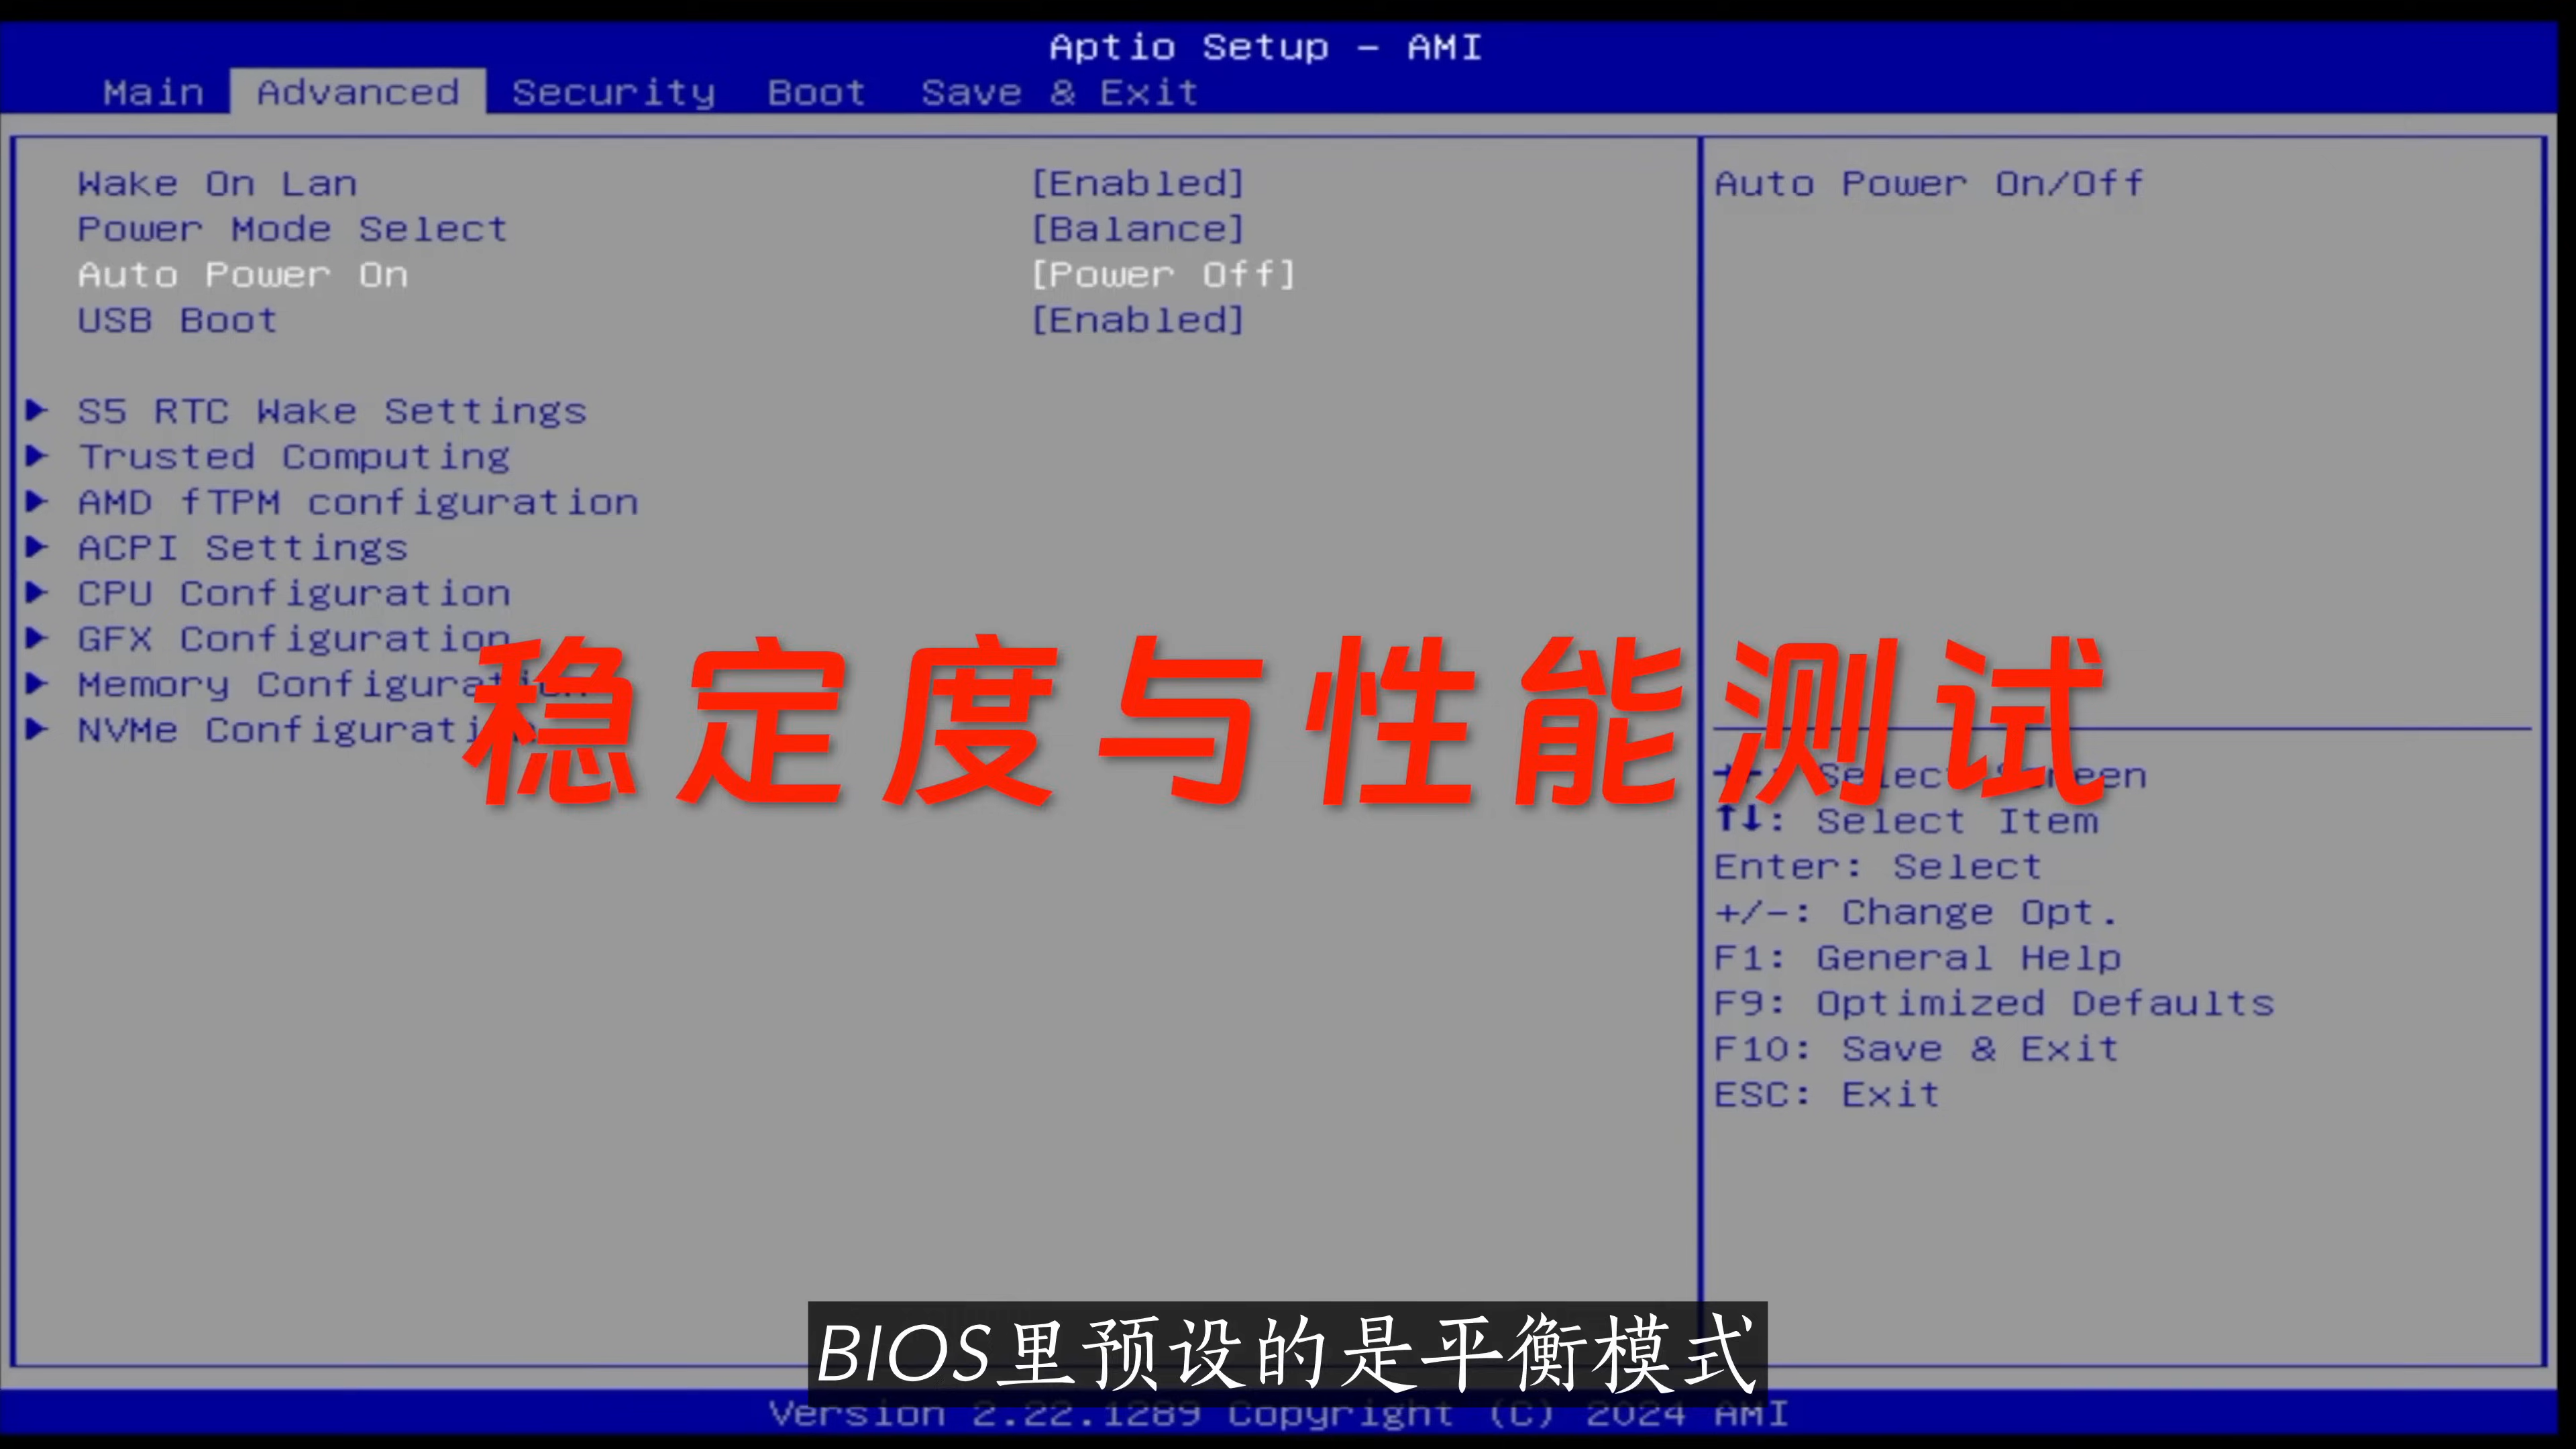 Aptio Setup - AMI
Main Advanced Security Boot Save & Exit
Wake On Lan [Enabled]
Power Mode Select [Balance]
Auto Power On [Power Off]
USB Boot [Enabled]
S5 RTC Wake Settings
Trusted Computing
AMD fTPM configuration
ACPI Settings
CPU Configuration
GFX Configuration
Memory Configuration
NVMe Configuration
稳定度与性能测试
Auto Power On/Off
Select Screen
↑↓: Select Item
Enter: Select
+/-: Change Opt.
F1: General Help
F9: Optimized Defaults
F10: Save & Exit
ESC: Exit
BIOS里预设的是平衡模式
Version 2.22.1289 Copyright (C) 2024 AMI